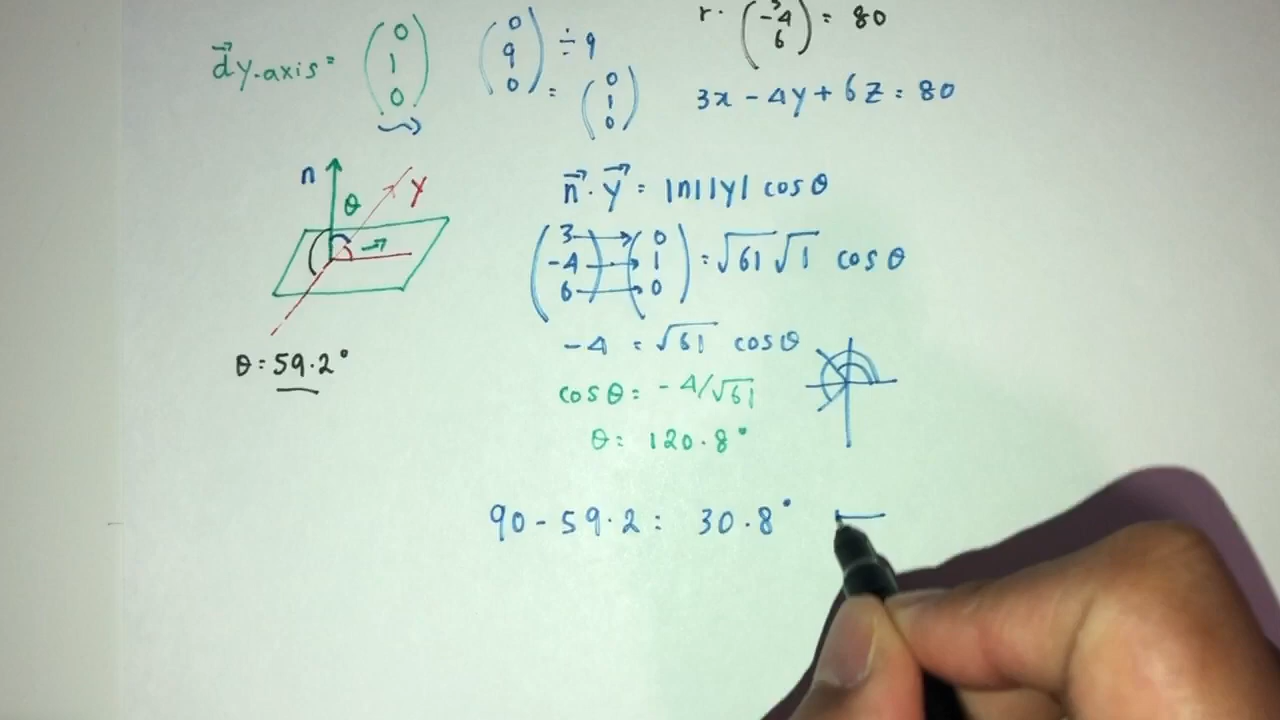 r · ( 3 -4 6 ) = 80
d y-axis = ( 0 1 0 )
( 0 9 0 ) ÷ 9
= ( 0 1 0 )
3x - 4y + 6z = 80
n
θ
y
θ = 59.2°
n · y = |n||y| cos θ
( 3 -4 6 ) ( 0 1 0 ) = √61 √1 cos θ
-4 = √61 cos θ
cos θ = -4/√61
θ = 120.8°
90 - 59.2 = 30.8°